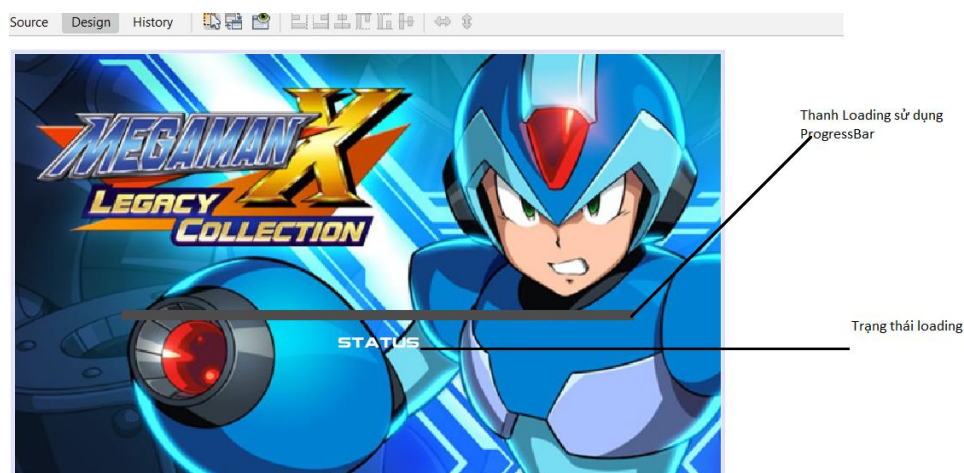 Source Design History
MEGAMAN X
LEGACY
COLLECTION
Thanh Loading sử dụng
ProgressBar
STATUS
Trạng thái loading